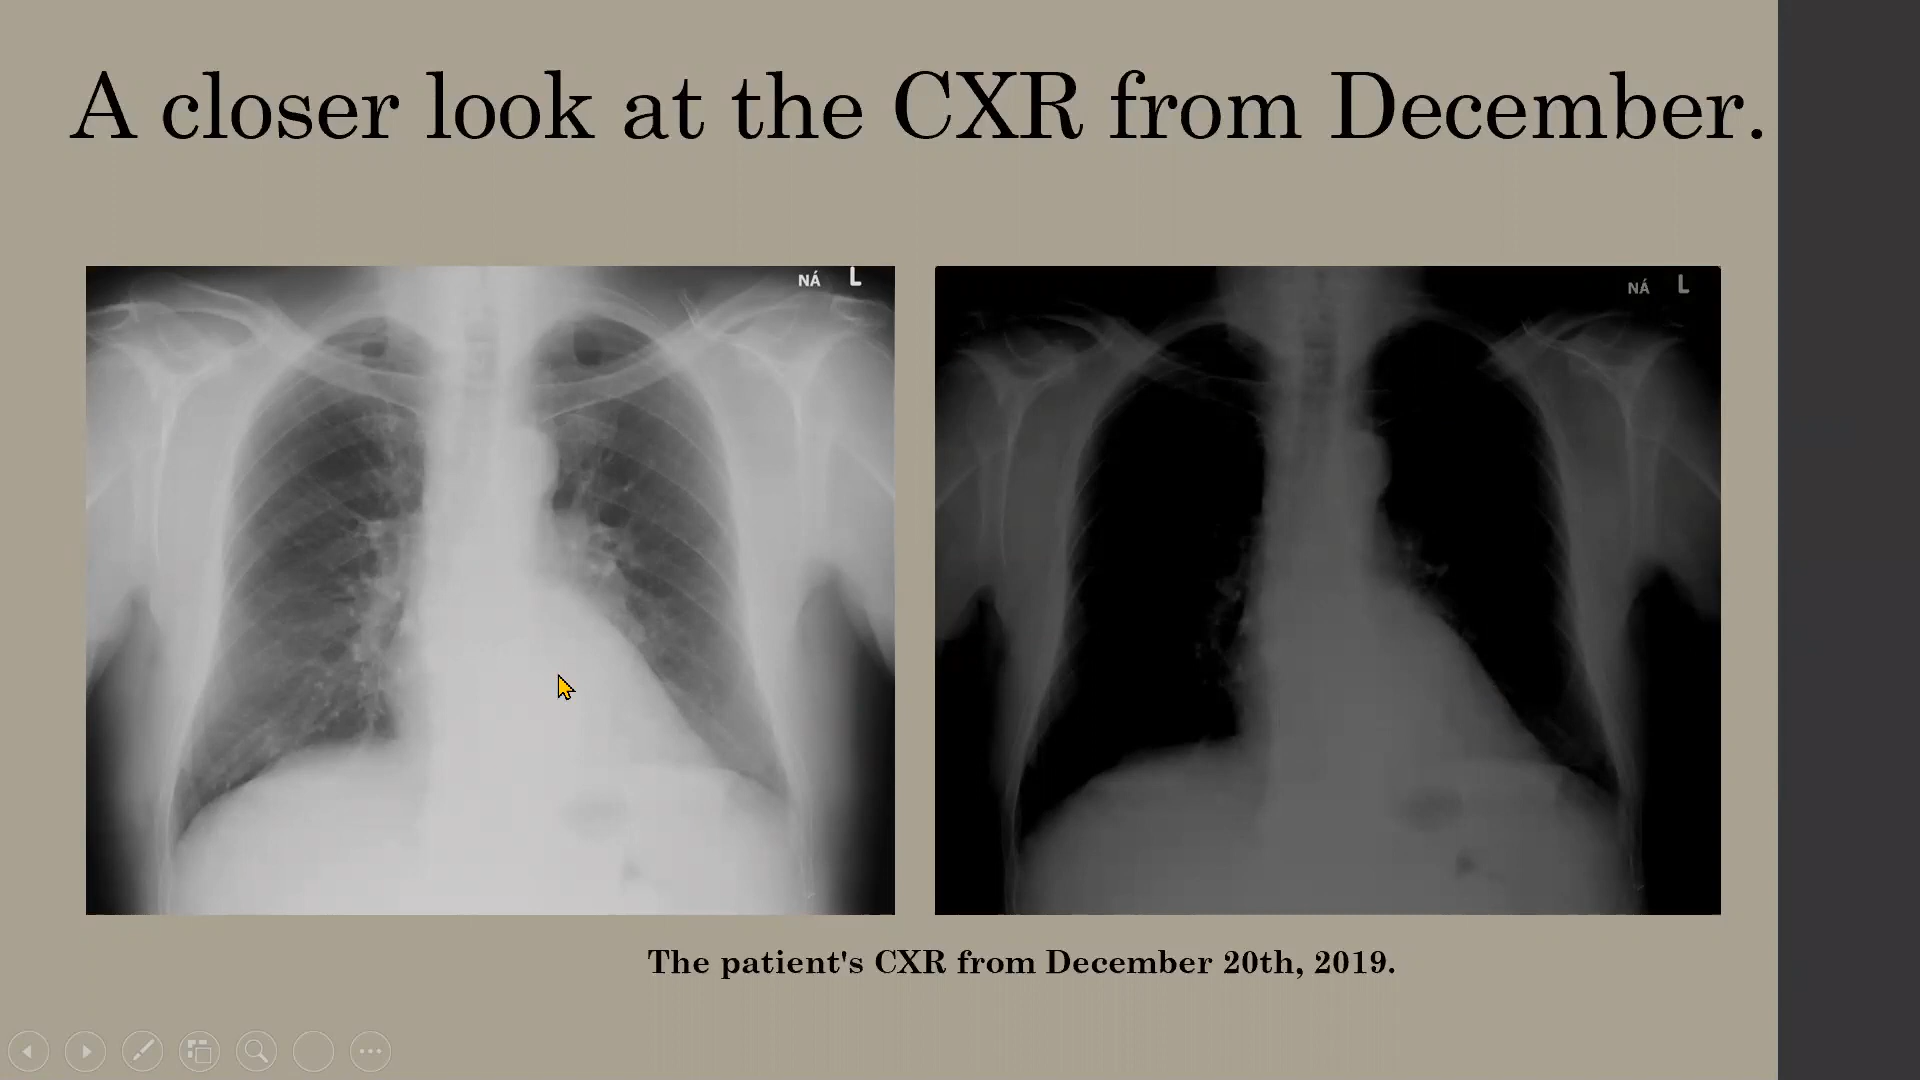 A closer look at the CXR from December.
NÁ L
NÁ L
The patient's CXR from December 20th, 2019.